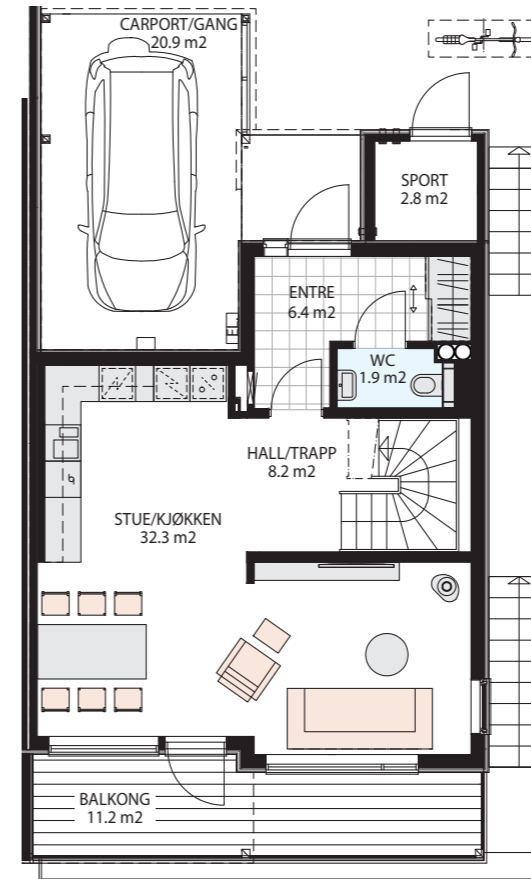 CARPORT/GANG
20.9 m2
SPORT
2.8 m2
ENTRE
6.4 m2
WC
1.9 m2
HALL/TRAPP
8.2 m2
STUE/KJØKKEN
32.3 m2
BALKONG
11.2 m2